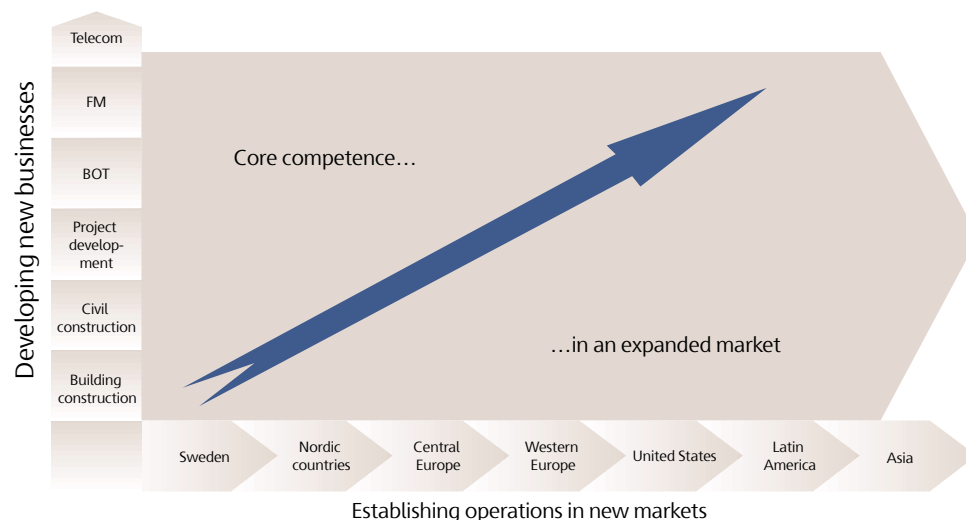 Developing new businesses
Telecom
FM
BOT
Project
develop-
ment
Civil
construction
Building
construction
Core competence…
…in an expanded market
Sweden
Nordic
countries
Central
Europe
Western
Europe
United States
Latin
America
Asia
Establishing operations in new markets